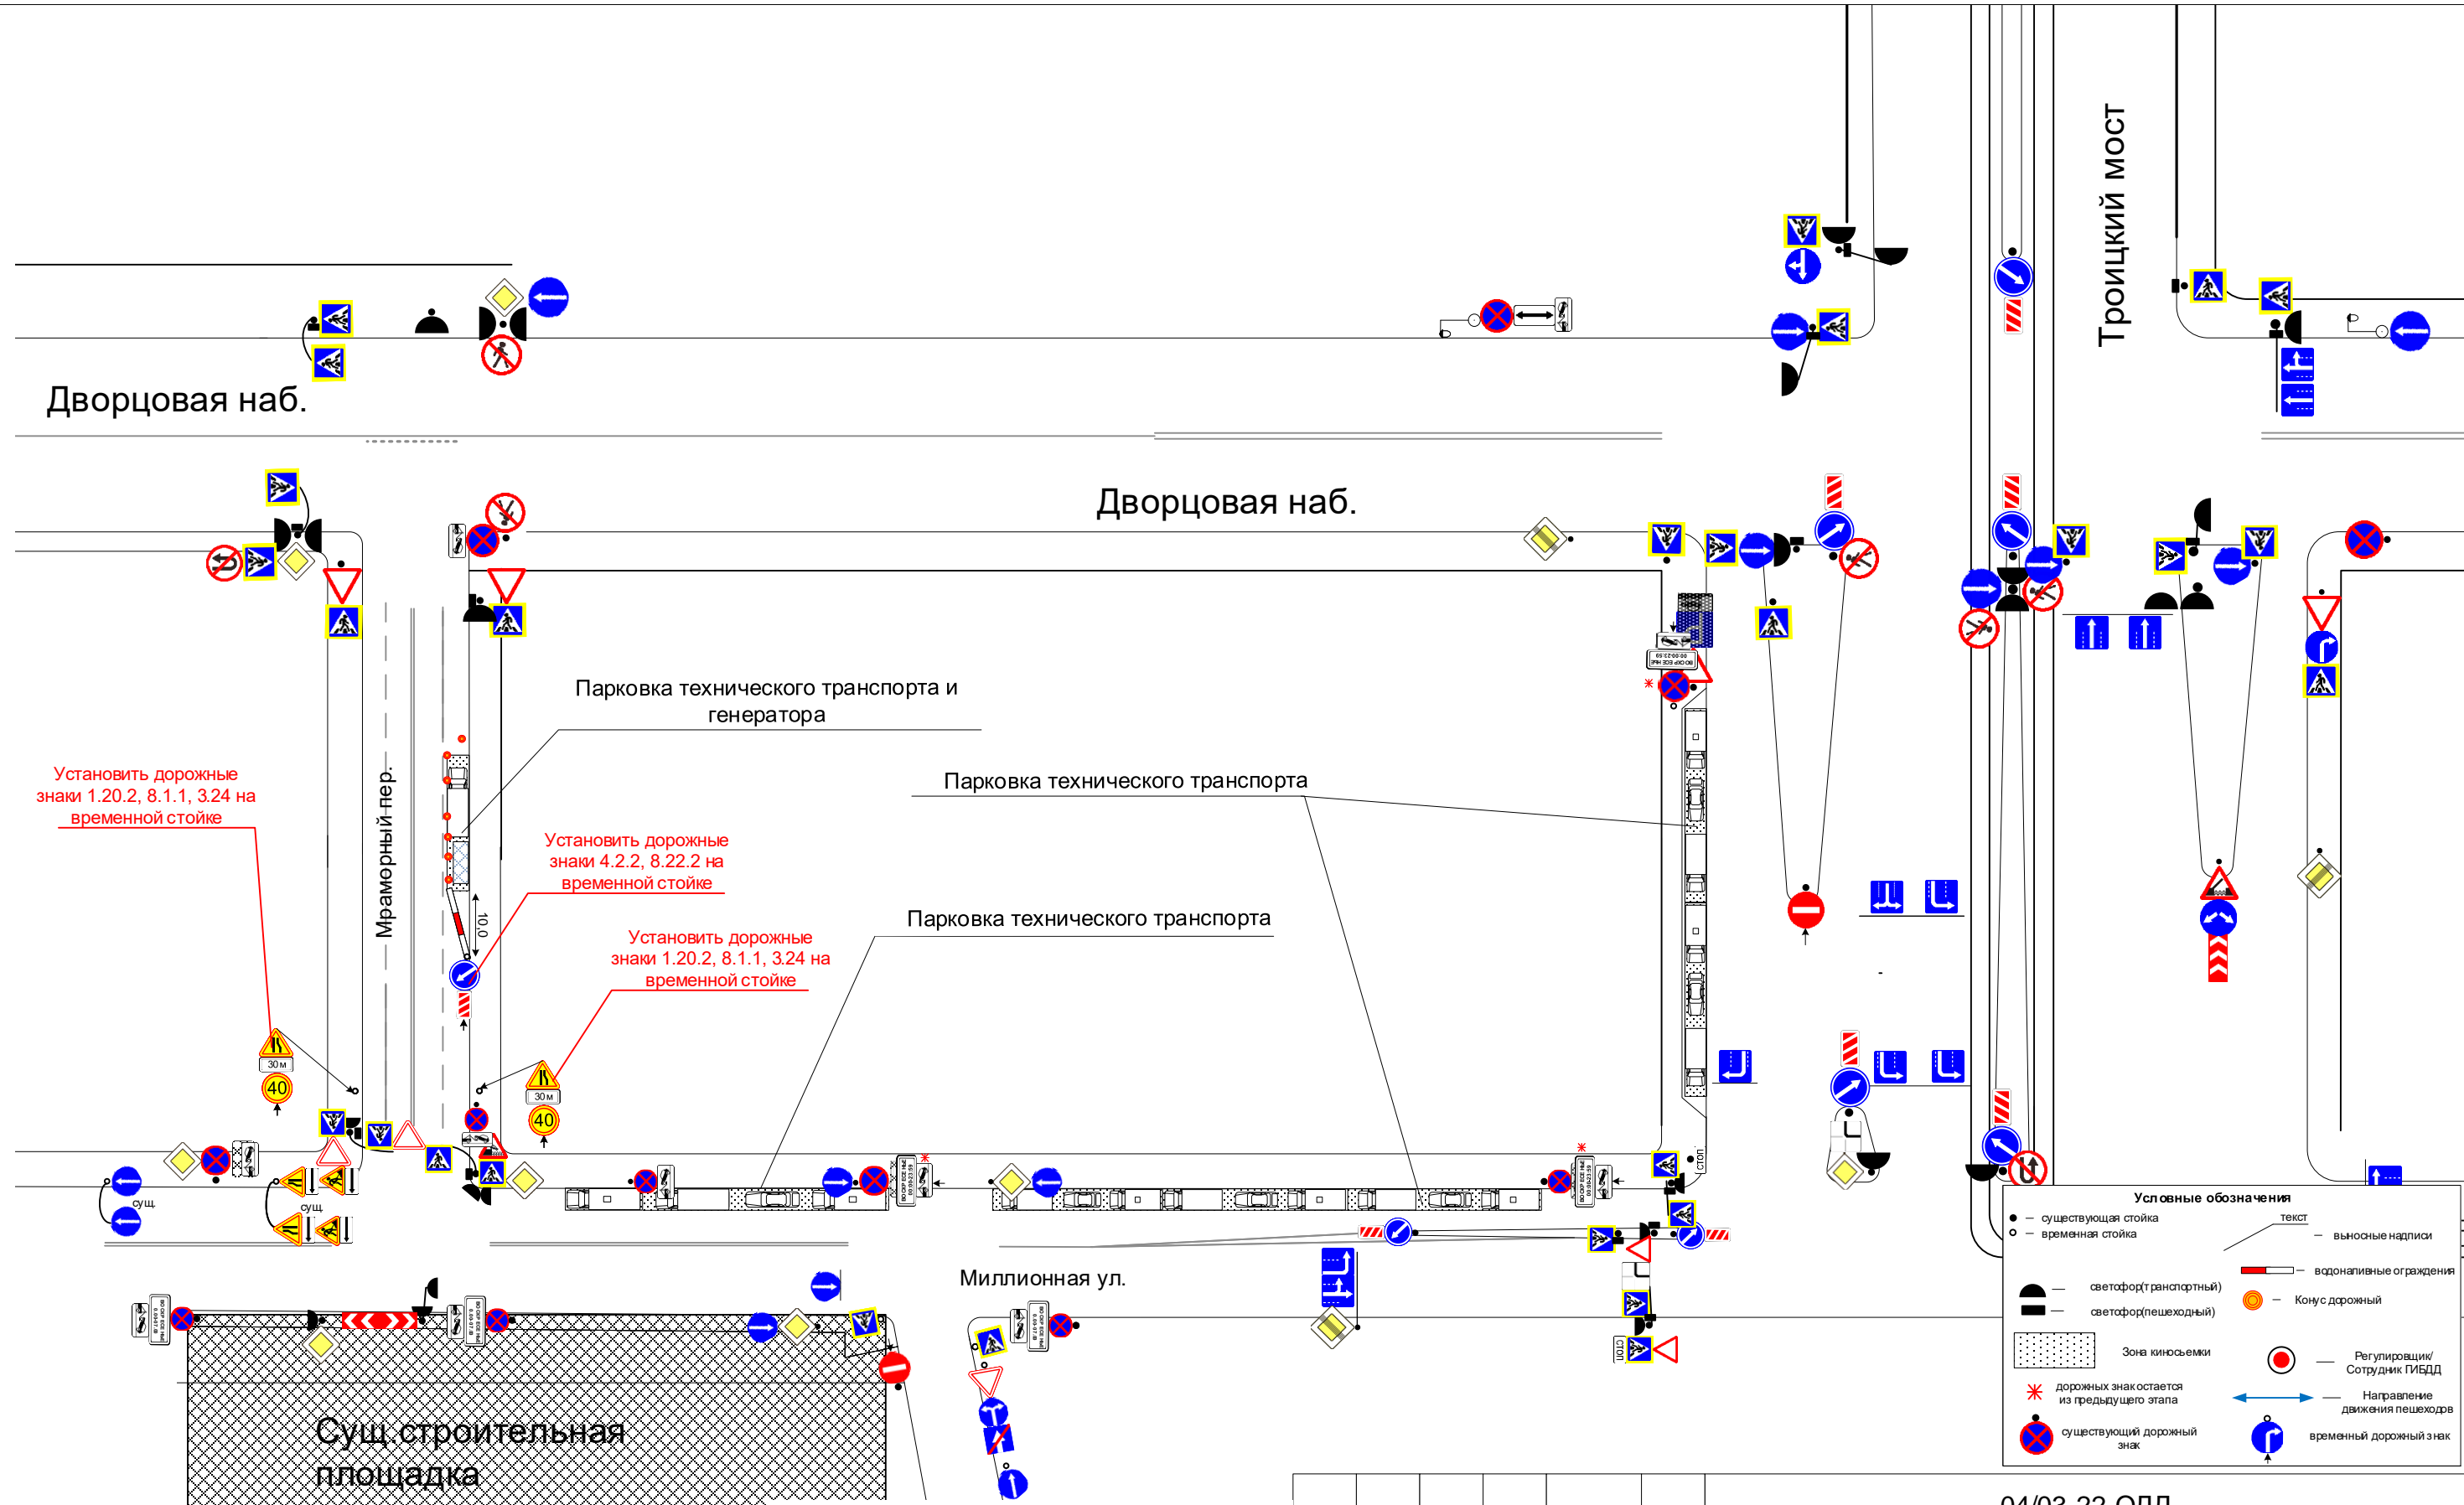 Троицкий мост
Дворцовая наб.
Дворцовая наб.
Парковка технического транспорта и
генератора
Установить дорожные
знаки 1.20.2, 8.1.1, 3.24 на
временной стойке
Мраморный пер.
Парковка технического транспорта
Установить дорожные
знаки 4.2.2, 8.22.2 на
временной стойке
10,0
Парковка технического транспорта
Установить дорожные
знаки 1.20.2, 8.1.1, 3.24 на
временной стойке
30 м
40
30 м
40
сущ.
сущ.
СТОП
Миллионная ул.
СТОП
Сущ.строительная
площадка
Условные обозначения
существующая стойка
временная стойка
текст
выносные надписи
светофор(транспортный)
светофор(пешеходный)
водоналивные ограждения
Конус дорожный
Зона киносьемки
Регулировщик/
Сотрудник ГИБДД
дорожных знак остается
из предыдущего этапа
Направление
движения пешеходов
существующий дорожный
знак
временный дорожный знак